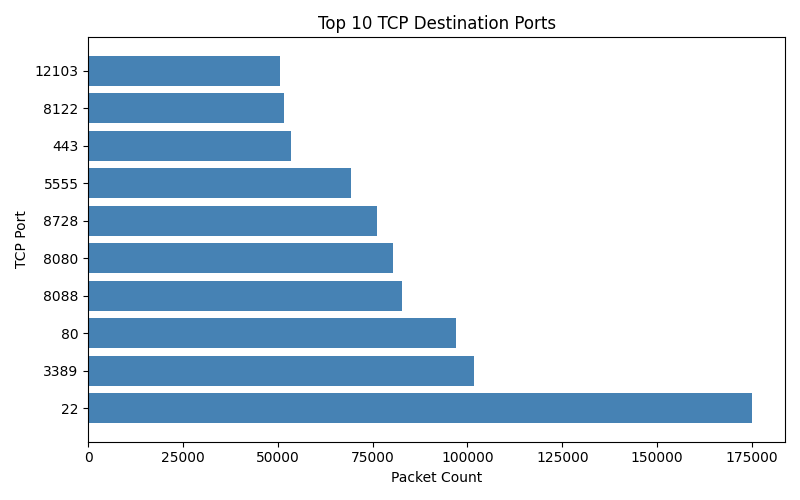 Top 10 TCP Destination Ports
TCP Port
12103
8122
443
5555
8728
8080
8088
80
3389
22
0 25000 50000 75000 100000 125000 150000 175000
Packet Count